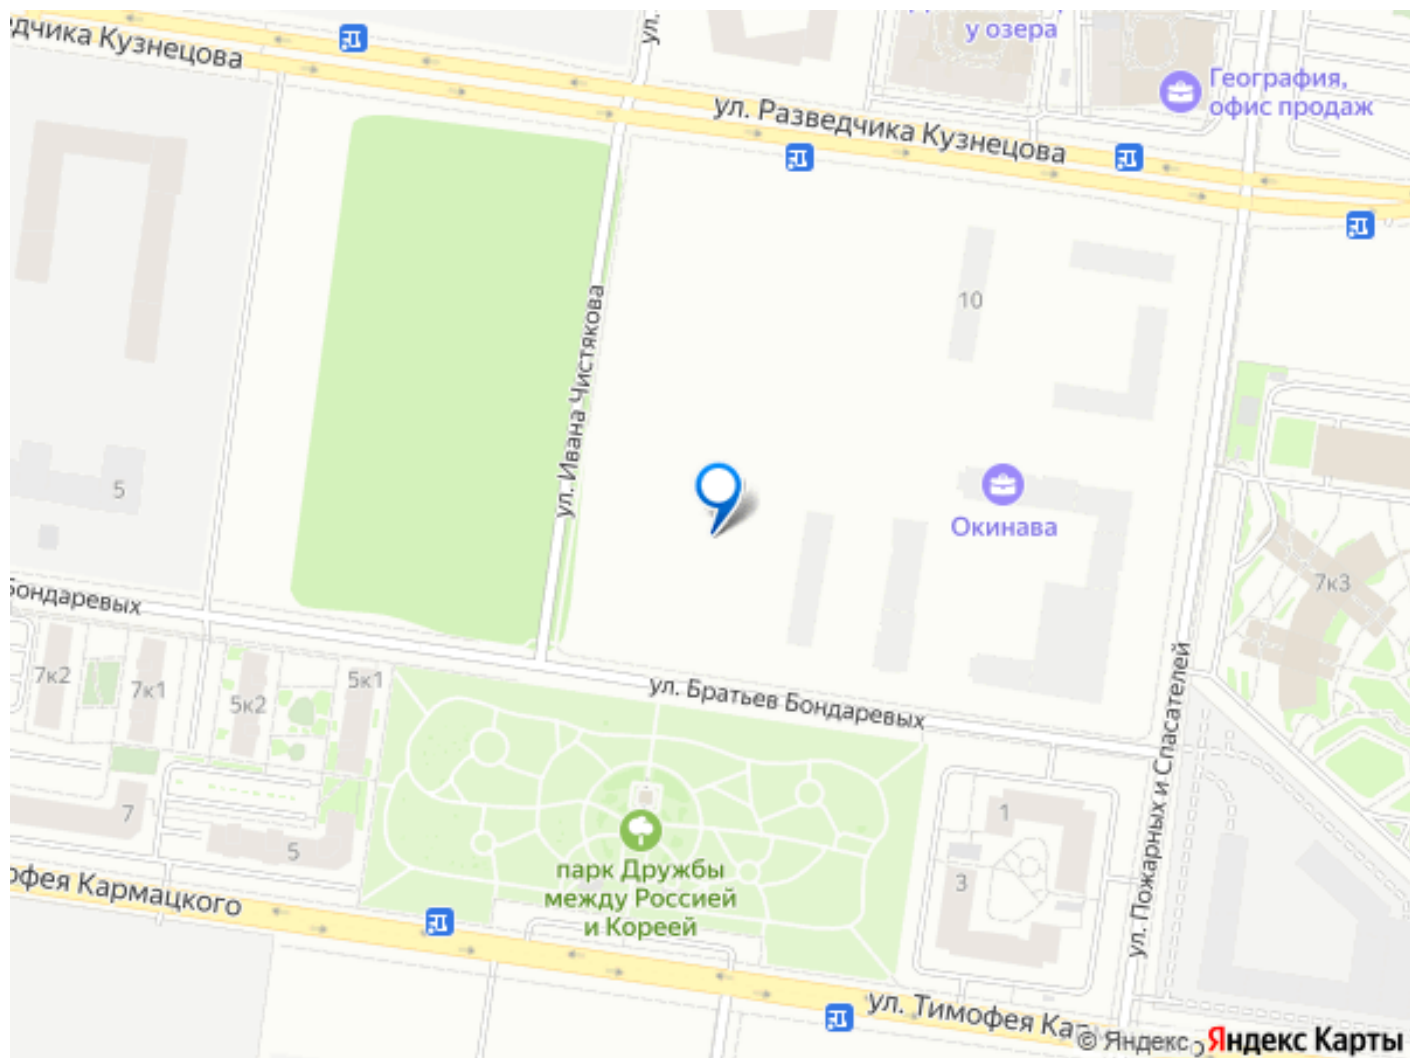 ул.
у озера
дчика Кузнецова
География,
офис продаж
ул. Разведчика Кузнецова
10
ул. Ивана Чистякова
5
Окинава
7к3
Бондаревых
7к2
7к1
5к2
5к1
ул. Братьев Бондаревых
ул. Пожарных и Спасателей
7
5
1
3
парк Дружбы
между Россией
и Кореей
офея Кармацкого
ул. Тимофея Кар
© Яндекс
Яндекс Карты